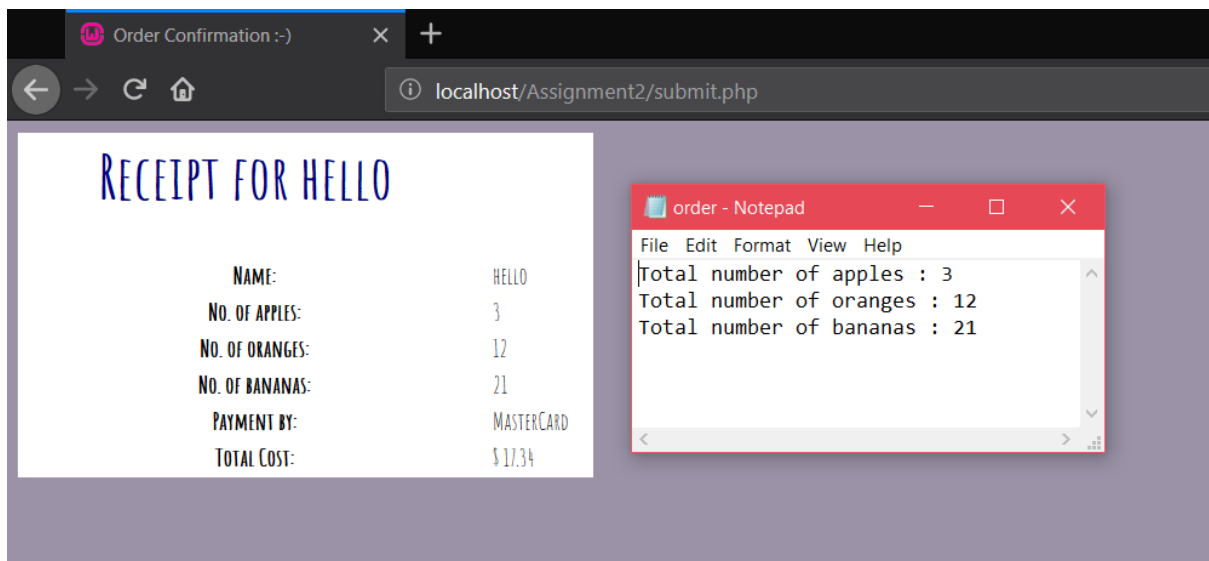 Order Confirmation :-)
localhost/Assignment2/submit.php
Receipt for hello
Name: hello
No. of apples: 3
No. of oranges: 12
No. of bananas: 21
Payment by: MasterCard
Total Cost: $ 17.34
order - Notepad
File Edit Format View Help
Total number of apples : 3
Total number of oranges : 12
Total number of bananas : 21